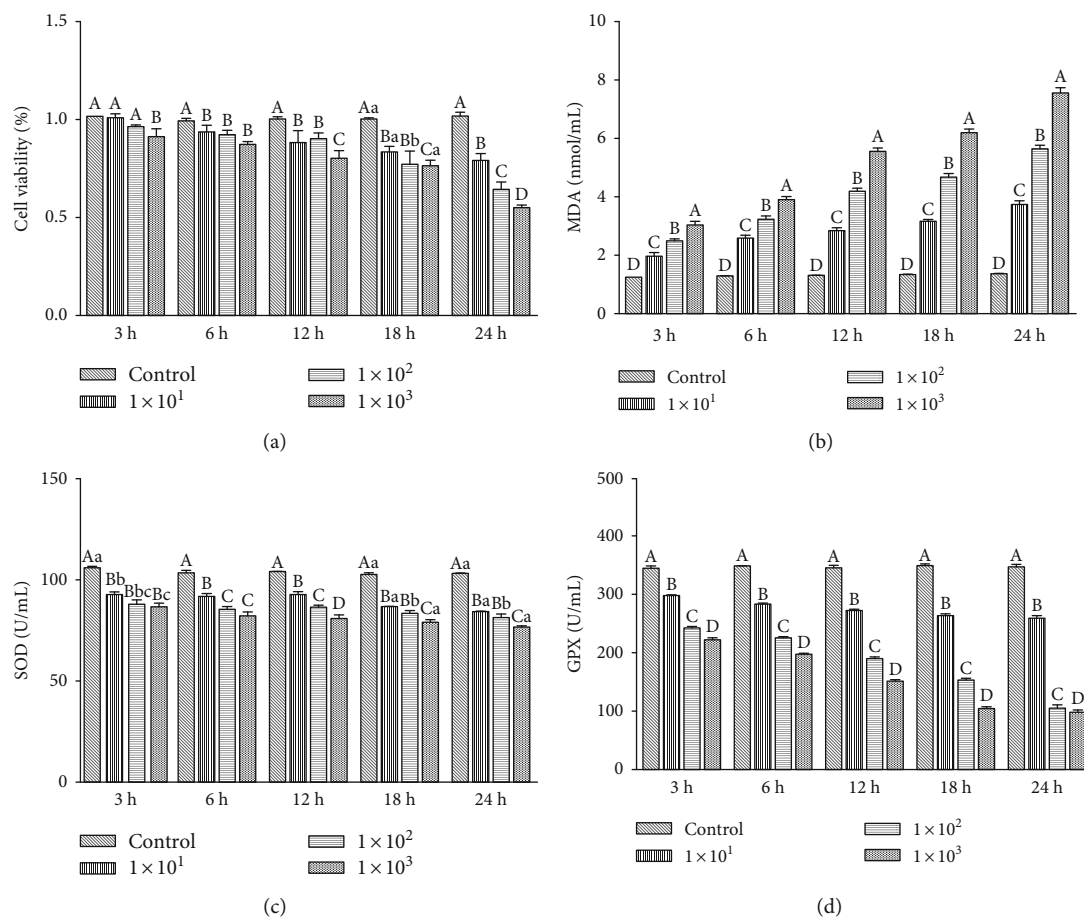 1.5
1.0
0.5
0.0
Cell viability (%)
A A B B
A B B B
A B B C
Aa Ba Bb Ca
A B C D
3 h 6 h 12 h 18 h 24 h
Control 1 × 10²
1 × 10¹ 1 × 10³
(a)
10
8
6
4
2
0
MDA (nmol/mL)
D C B A
D C B A
D C B A
D C B A
D C B A
3 h 6 h 12 h 18 h 24 h
Control 1 × 10²
1 × 10¹ 1 × 10³
(b)
150
100
50
0
SOD (U/mL)
Aa Bb Bbc Bc
A B C C
A B C D
Aa Ba Bb Ca
Aa Ba Bb Ca
3 h 6 h 12 h 18 h 24 h
Control 1 × 10²
1 × 10¹ 1 × 10³
(c)
500
400
300
200
100
0
GPX (U/mL)
A B C D
A B C D
A B C D
A B C D
A B C D
3 h 6 h 12 h 18 h 24 h
Control 1 × 10²
1 × 10¹ 1 × 10³
(d)